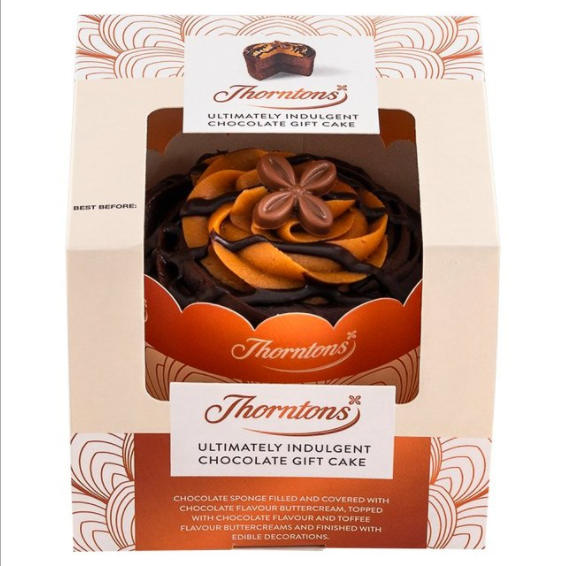 Thorntons
ULTIMATELY INDULGENT
CHOCOLATE GIFT CAKE
BEST BEFORE:
Thorntons
Thorntons
ULTIMATELY INDULGENT
CHOCOLATE GIFT CAKE
CHOCOLATE SPONGE FILLED AND COVERED WITH
CHOCOLATE FLAVOUR BUTTERCREAM, TOPPED
WITH CHOCOLATE FLAVOUR AND TOFFEE
FLAVOUR BUTTERCREAMS AND FINISHED WITH
EDIBLE DECORATIONS.